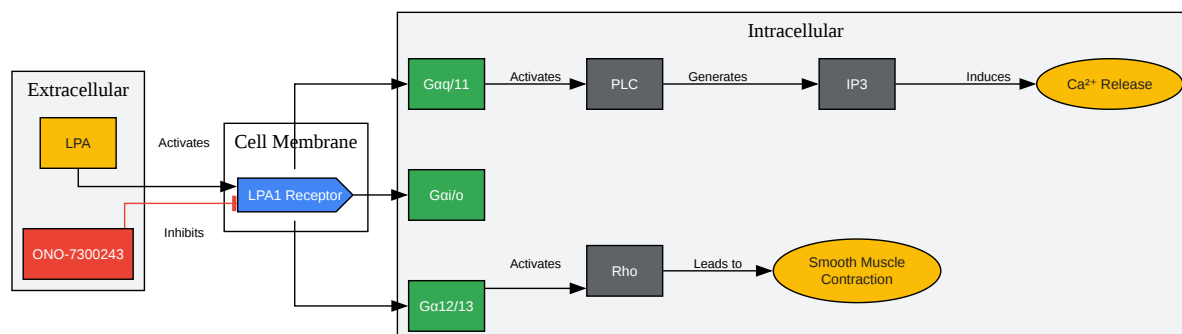 Intracellular
Extracellular
Cell Membrane
Gαq/11
Activates
PLC
Generates
IP3
Induces
Ca²⁺ Release
LPA
Activates
LPA1 Receptor
Gαi/o
ONO-7300243
Inhibits
Gα12/13
Activates
Rho
Leads to
Smooth Muscle
Contraction